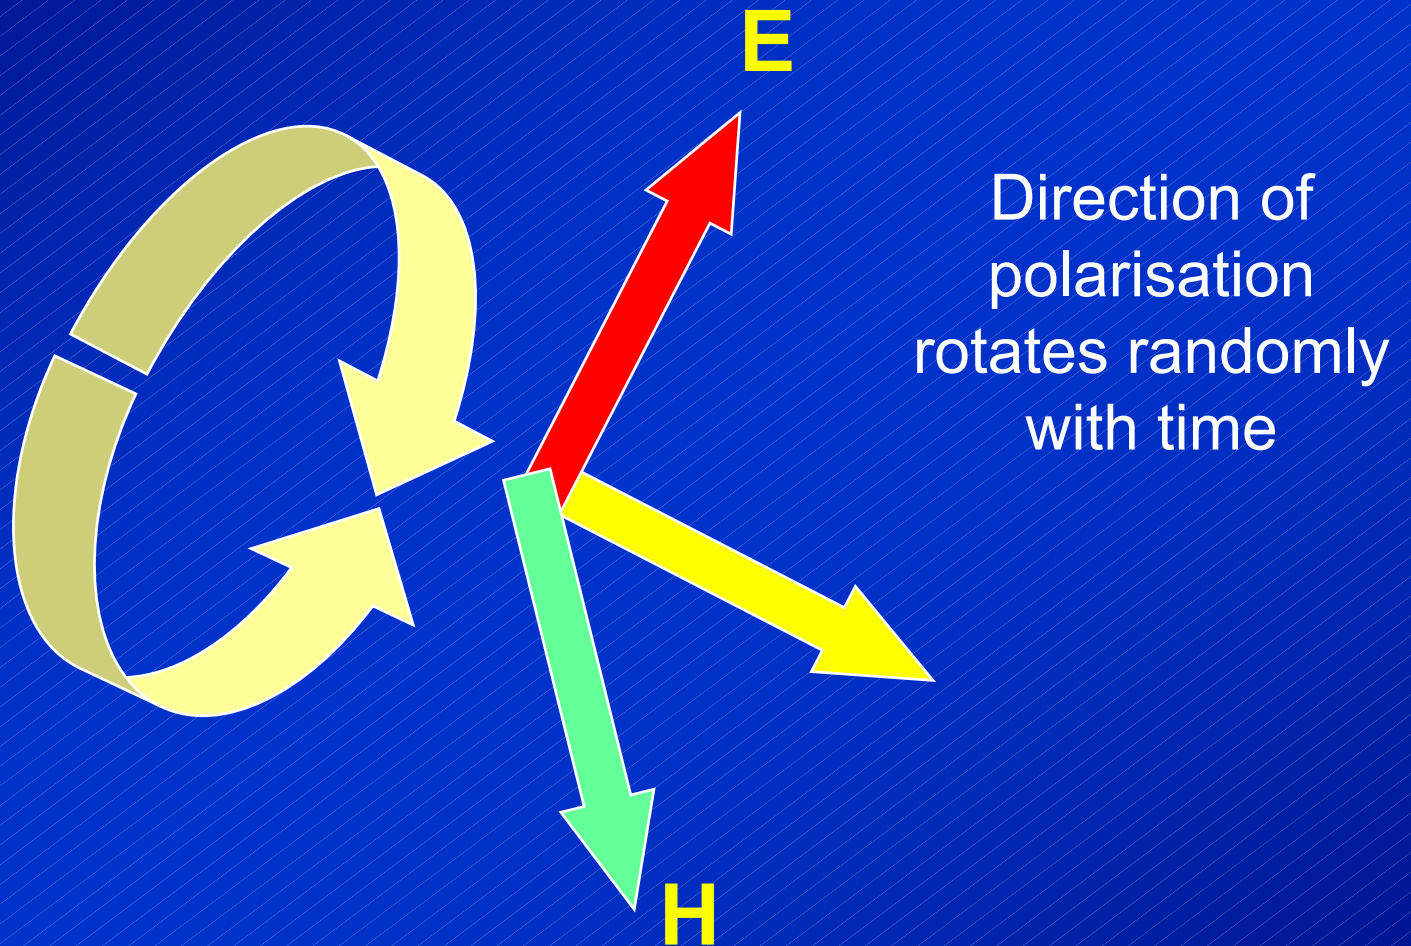 E
Direction of
polarisation
rotates randomly
with time
H